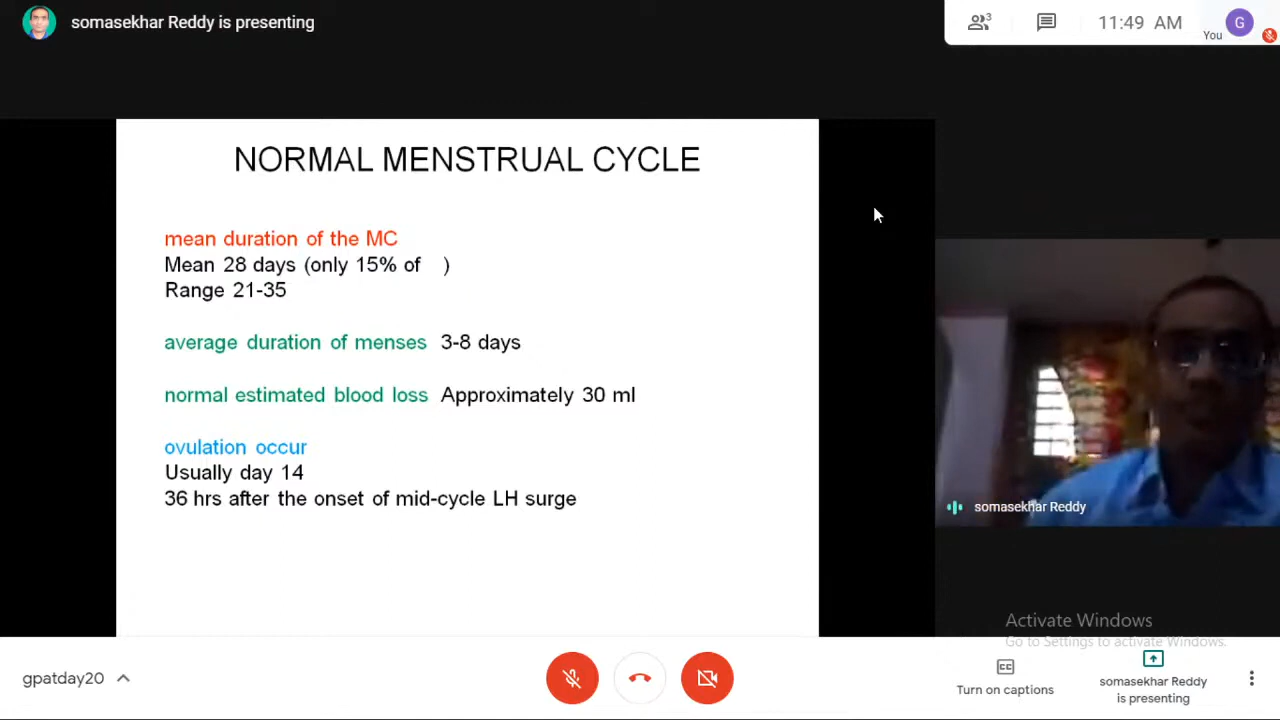 somasekhar Reddy is presenting
3
11:49 AM
You
G
NORMAL MENSTRUAL CYCLE
mean duration of the MC
Mean 28 days (only 15% of )
Range 21-35
average duration of menses 3-8 days
normal estimated blood loss Approximately 30 ml
ovulation occur
Usually day 14
36 hrs after the onset of mid-cycle LH surge
somasekhar Reddy
Activate Windows
Go to Settings to activate Windows.
gpatday20
CC
Turn on captions
somasekhar Reddy
is presenting